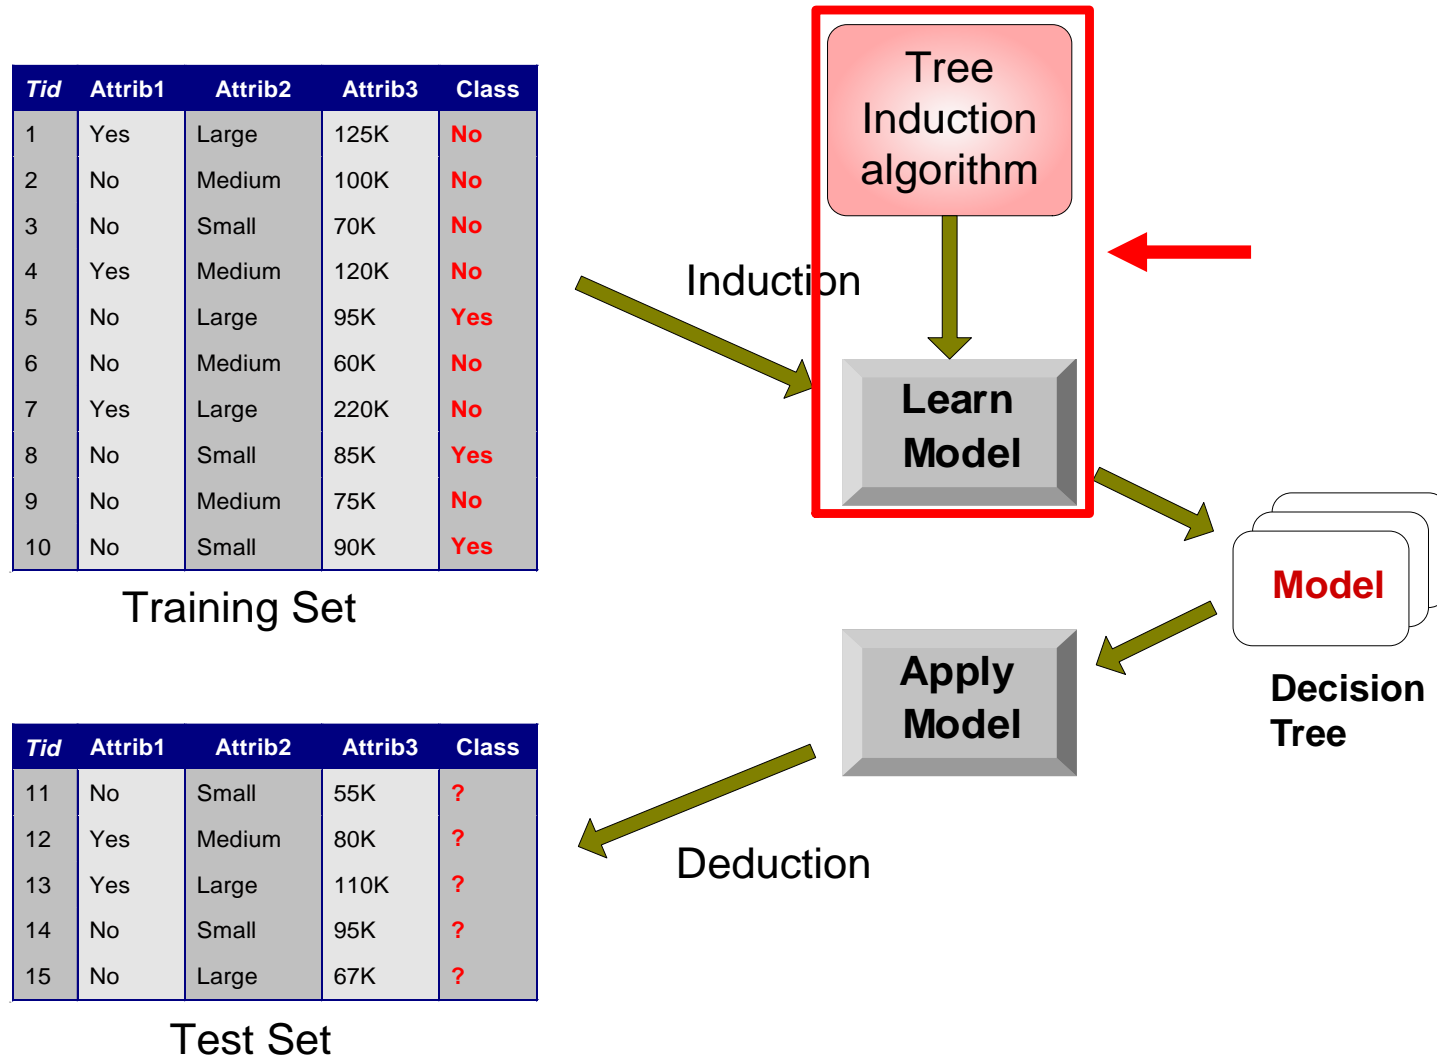 Tree
Induction
algorithm
Tid Attrib1 Attrib2 Attrib3 Class
1 Yes Large 125K No
2 No Medium 100K No
3 No Small 70K No
4 Yes Medium 120K No
5 No Large 95K Yes
6 No Medium 60K No
7 Yes Large 220K No
8 No Small 85K Yes
9 No Medium 75K No
10 No Small 90K Yes
Training Set
Induction
Learn
Model
Model
Decision
Tree
Apply
Model
Deduction
Tid Attrib1 Attrib2 Attrib3 Class
11 No Small 55K ?
12 Yes Medium 80K ?
13 Yes Large 110K ?
14 No Small 95K ?
15 No Large 67K ?
Test Set